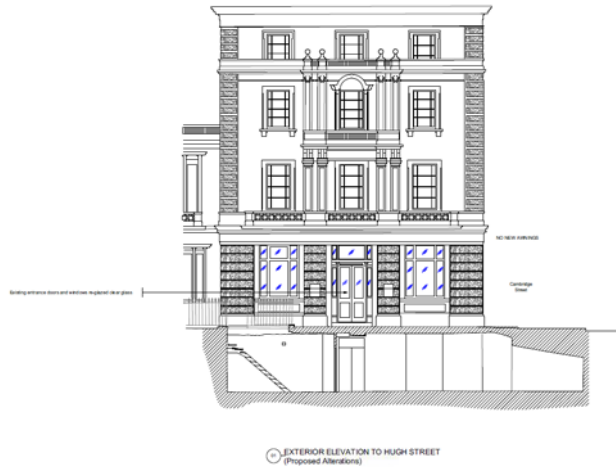 NO NEW AWNINGS
Cambridge
Street
Existing entrance doors and windows reglazed clear glass
01
EXTERIOR ELEVATION TO HUGH STREET
(Proposed Alterations)